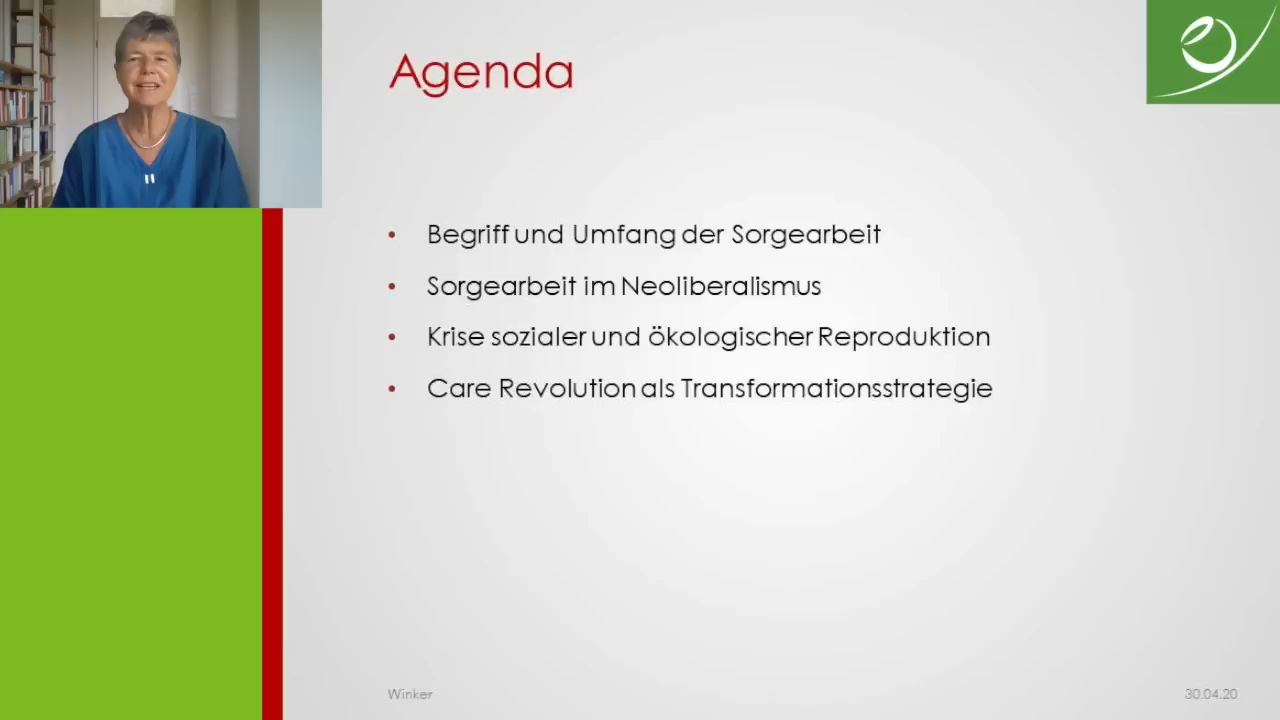 Agenda
• Begriff und Umfang der Sorgearbeit
• Sorgearbeit im Neoliberalismus
• Krise sozialer und ökologischer Reproduktion
• Care Revolution als Transformationsstrategie
Winker
30.04.20